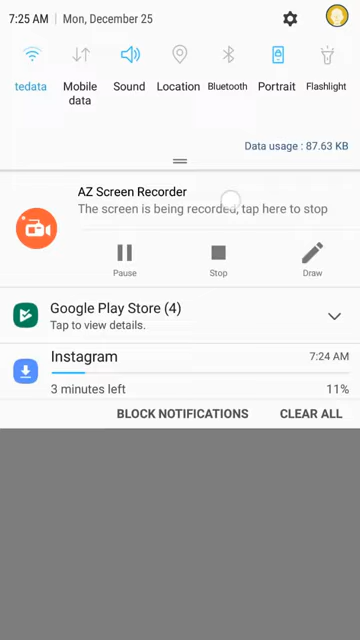 7:25 AM | Mon, December 25
tedata
Mobile data
Sound
Location
Bluetooth
Portrait
Flashlight
Data usage : 87.63 KB
AZ Screen Recorder
The screen is being recorded, tap here to stop
Pause
Stop
Draw
Google Play Store (4)
Tap to view details.
Instagram 7:24 AM
3 minutes left 11%
BLOCK NOTIFICATIONS CLEAR ALL